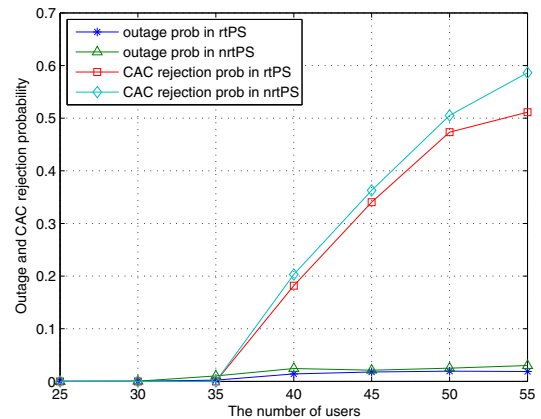 outage prob in rtPS
outage prob in nrtPS
CAC rejection prob in rtPS
CAC rejection prob in nrtPS
Outage and CAC rejection probability
0.7
0.6
0.5
0.4
0.3
0.2
0.1
0
25 30 35 40 45 50 55
The number of users